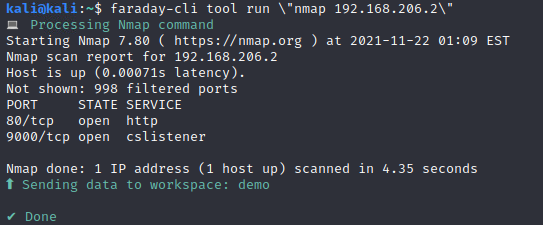 kali@kali:~$ faraday-cli tool run \"nmap 192.168.206.2\"
💻 Processing Nmap command
Starting Nmap 7.80 ( https://nmap.org ) at 2021-11-22 01:09 EST
Nmap scan report for 192.168.206.2
Host is up (0.00071s latency).
Not shown: 998 filtered ports
PORT     STATE SERVICE
80/tcp   open  http
9000/tcp open  cslistener
Nmap done: 1 IP address (1 host up) scanned in 4.35 seconds
⬆ Sending data to workspace: demo
✔ Done